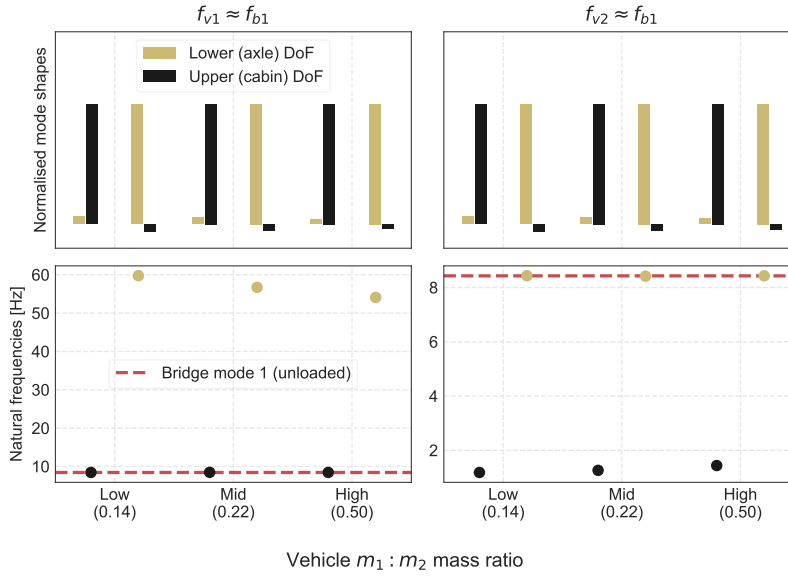 f_{v1} ≈ f_{b1}
f_{v2} ≈ f_{b1}
Lower (axle) DoF
Upper (cabin) DoF
Normalised mode shapes
Natural frequencies [Hz]
60
50
40
30
20
10
Bridge mode 1 (unloaded)
8
6
4
2
Low
(0.14)
Mid
(0.22)
High
(0.50)
Low
(0.14)
Mid
(0.22)
High
(0.50)
Vehicle m_1 : m_2 mass ratio